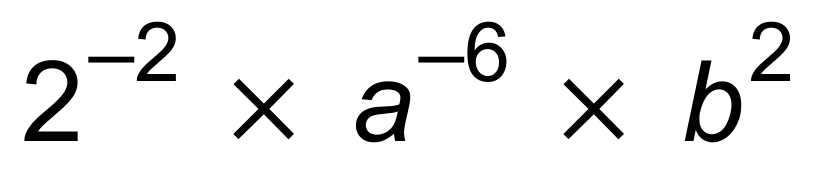 2⁻² × a⁻⁶ × b²